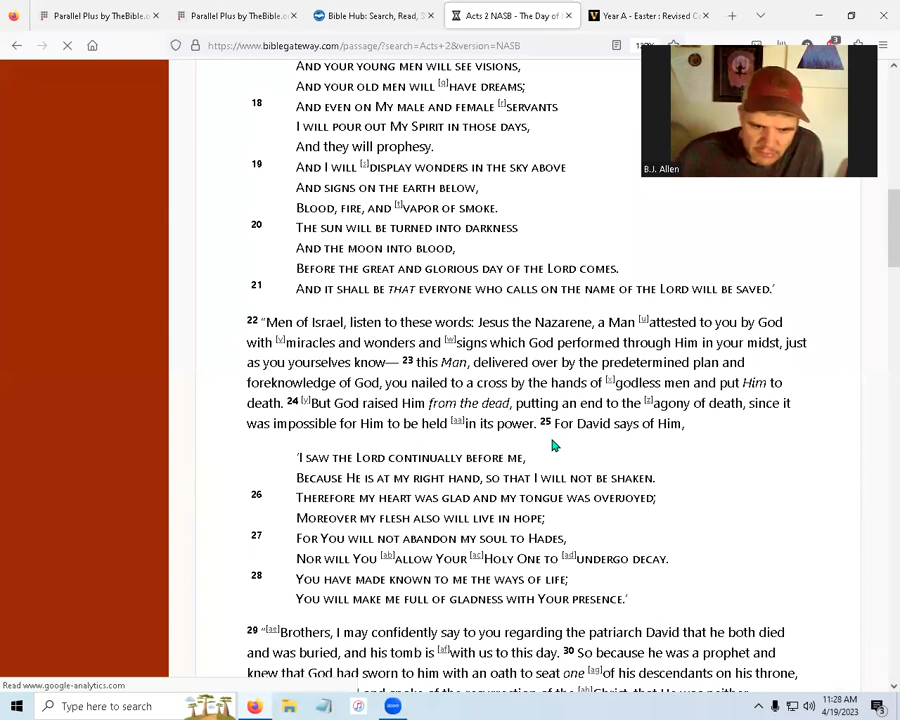 Parallel Plus by TheBible.or
Parallel Plus by TheBible.or
Bible Hub: Search, Read, S
Acts 2 NASB - The Day of
Year A - Easter : Revised C
https://www.biblegateway.com/passage/?search=Acts+2&version=NASB
AND YOUR YOUNG MEN WILL SEE VISIONS,
AND YOUR OLD MEN WILL [q]HAVE DREAMS;
18 AND EVEN ON MY MALE AND FEMALE [r]SERVANTS
I WILL POUR OUT MY SPIRIT IN THOSE DAYS,
And they will prophesy.
19 AND I WILL [s]DISPLAY WONDERS IN THE SKY ABOVE
AND SIGNS ON THE EARTH BELOW,
BLOOD, FIRE, AND [t]VAPOR OF SMOKE.
20 THE SUN WILL BE TURNED INTO DARKNESS
AND THE MOON INTO BLOOD,
BEFORE THE GREAT AND GLORIOUS DAY OF THE LORD COMES.
21 AND IT SHALL BE THAT EVERYONE WHO CALLS ON THE NAME OF THE LORD WILL BE SAVED.'
22 "Men of Israel, listen to these words: Jesus the Nazarene, a Man [u]attested to you by God
with [v]miracles and wonders and [w]signs which God performed through Him in your midst, just
as you yourselves know— 23 this Man, delivered over by the predetermined plan and
foreknowledge of God, you nailed to a cross by the hands of [x]godless men and put Him to
death. 24 [y]But God raised Him from the dead, putting an end to the [z]agony of death, since it
was impossible for Him to be held [aa]in its power. 25 For David says of Him,
'I SAW THE LORD CONTINUALLY BEFORE ME,
BECAUSE HE IS AT MY RIGHT HAND, SO THAT I WILL NOT BE SHAKEN.
26 THEREFORE MY HEART WAS GLAD AND MY TONGUE WAS OVERJOYED;
MOREOVER MY FLESH ALSO WILL LIVE IN HOPE;
27 FOR YOU WILL NOT ABANDON MY SOUL TO HADES,
NOR WILL YOU [ab]ALLOW YOUR [ac]HOLY ONE TO [ad]UNDERGO DECAY.
28 YOU HAVE MADE KNOWN TO ME THE WAYS OF LIFE;
YOU WILL MAKE ME FULL OF GLADNESS WITH YOUR PRESENCE.'
29 "[ae]Brothers, I may confidently say to you regarding the patriarch David that he both died
and was buried, and his tomb is [af]with us to this day. 30 So because he was a prophet and
knew that God had sworn to him with an oath to seat one [ag]of his descendants on his throne,
B.J. Allen
Read www.google-analytics.com
Type here to search
zoom
11:28 AM
4/19/2023
3